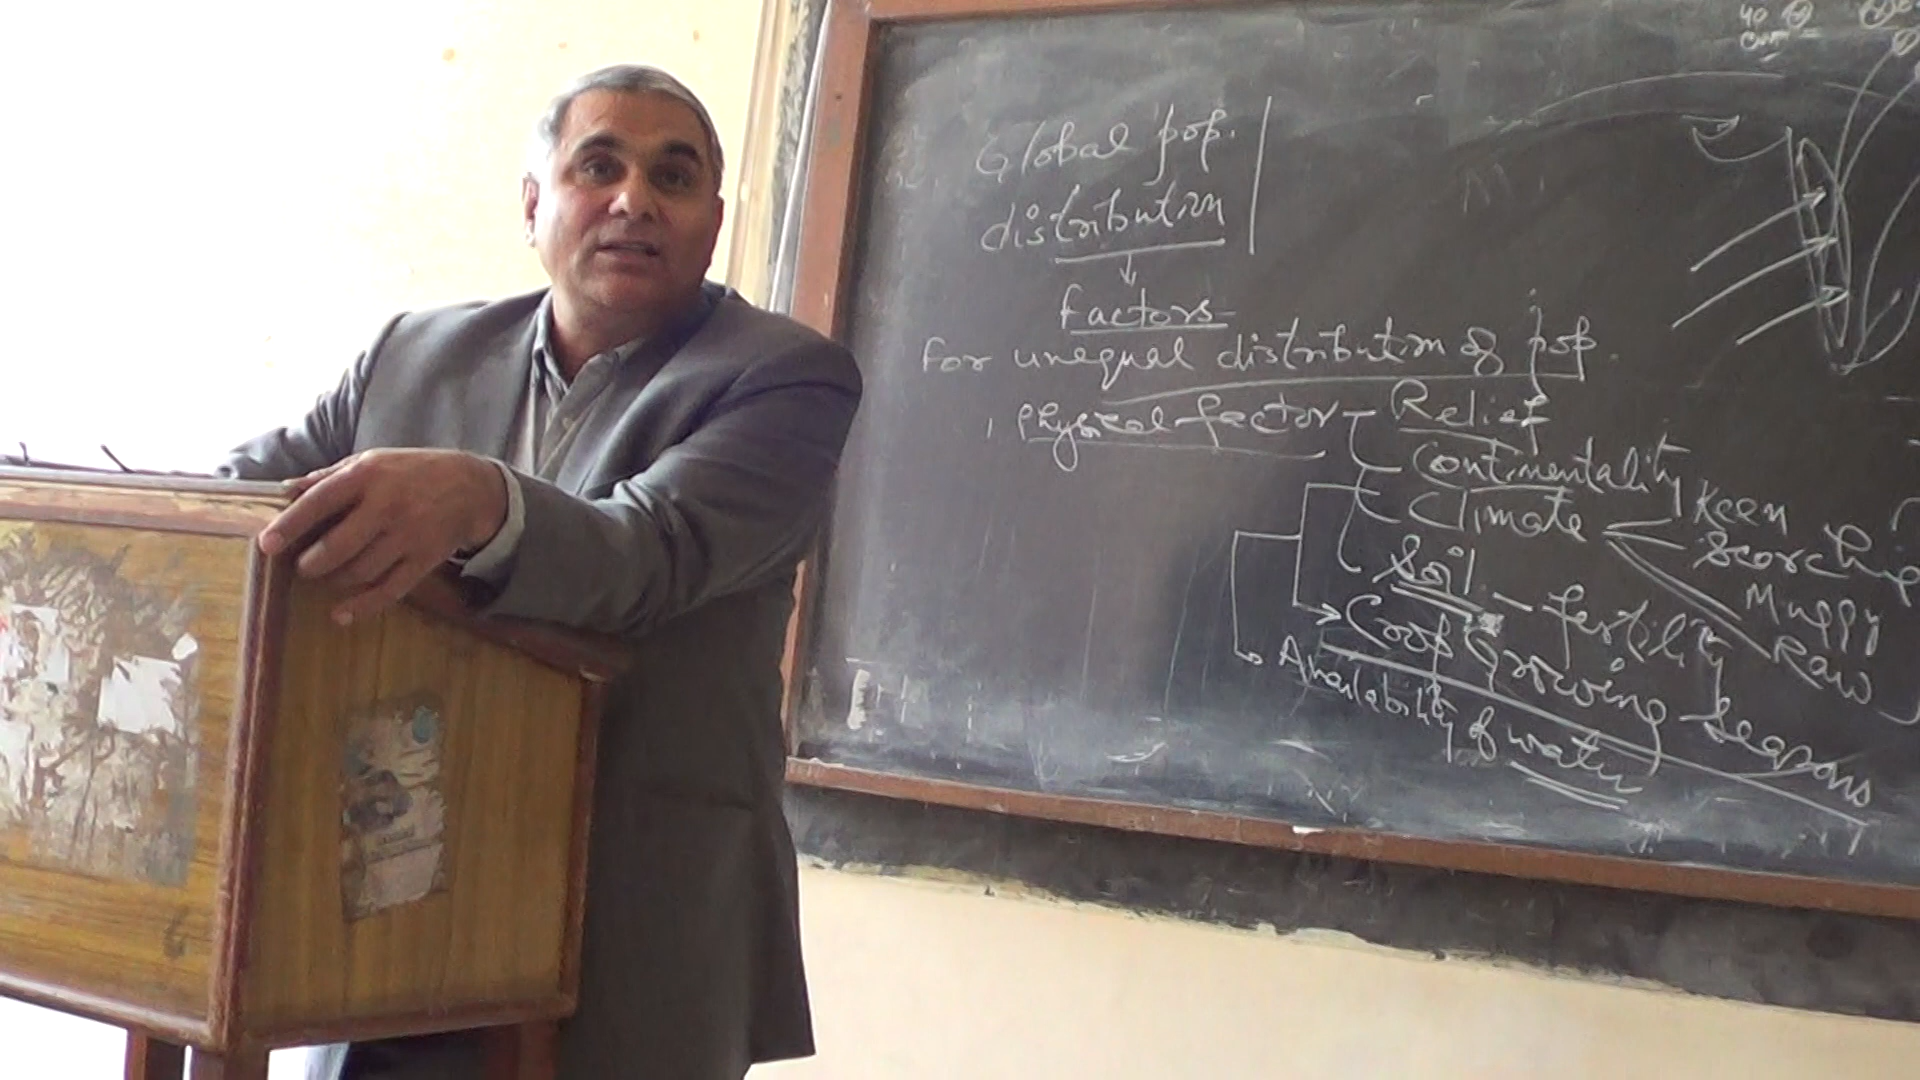 Global pop.
distribution
Factors
For unequal distribution of pop.
1 Physical factor - Relief
Continentality
Climate
Keen
Scorching
Muggy
Raw
Soil - fertility
Crop Growing Seasons
Availability of water